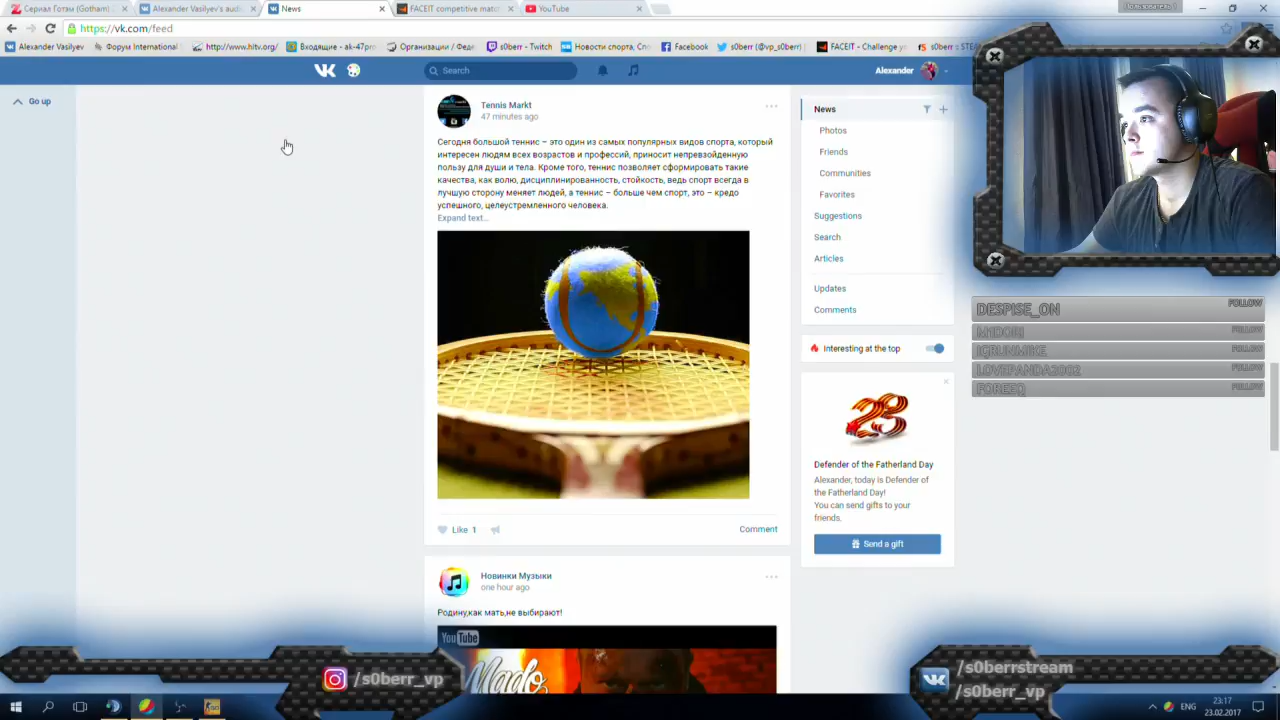 Сериал Готэм (Gotham)
Alexander Vasilyev's audi
News
FACEIT competitive matc
YouTube
Пользователь 1
https://vk.com/feed
Alexander Vasilyev
Форум International
http://www.hltv.org/
Входящие - ak-47pm
Организации / Феде
s0berr - Twitch
Новости спорта, Спо
Facebook
s0berr (@vp_s0berr)
FACEIT - Challenge yo
s0berr :: STEA
Search
Alexander
Go up
Tennis Markt
47 minutes ago
Сегодня большой теннис – это один из самых популярных видов спорта, который
интересен людям всех возрастов и профессий, приносит непревзойденную
пользу для души и тела. Кроме того, теннис позволяет сформировать такие
качества, как волю, дисциплинированность, стойкость, ведь спорт всегда в
лучшую сторону меняет людей, а теннис – больше чем спорт, это – кредо
успешного, целеустремленного человека.
Expand text...
Like 1
Comment
Новинки Музыки
one hour ago
Родину,как мать,не выбирают!
YouTube
Mado
News
Photos
Friends
Communities
Favorites
Suggestions
Search
Articles
Updates
Comments
Interesting at the top
23
Defender of the Fatherland Day
Alexander, today is Defender of
the Fatherland Day!
You can send gifts to your
friends.
Send a gift
DESPISE_ON
FOLLOW
FOLLOW
FOLLOW
LOVEPANDA2002
FOLLOW
FOLLOW
/s0berr_vp
/s0berrstream
/s0berr_vp
ENG
23:17
23.02.2017